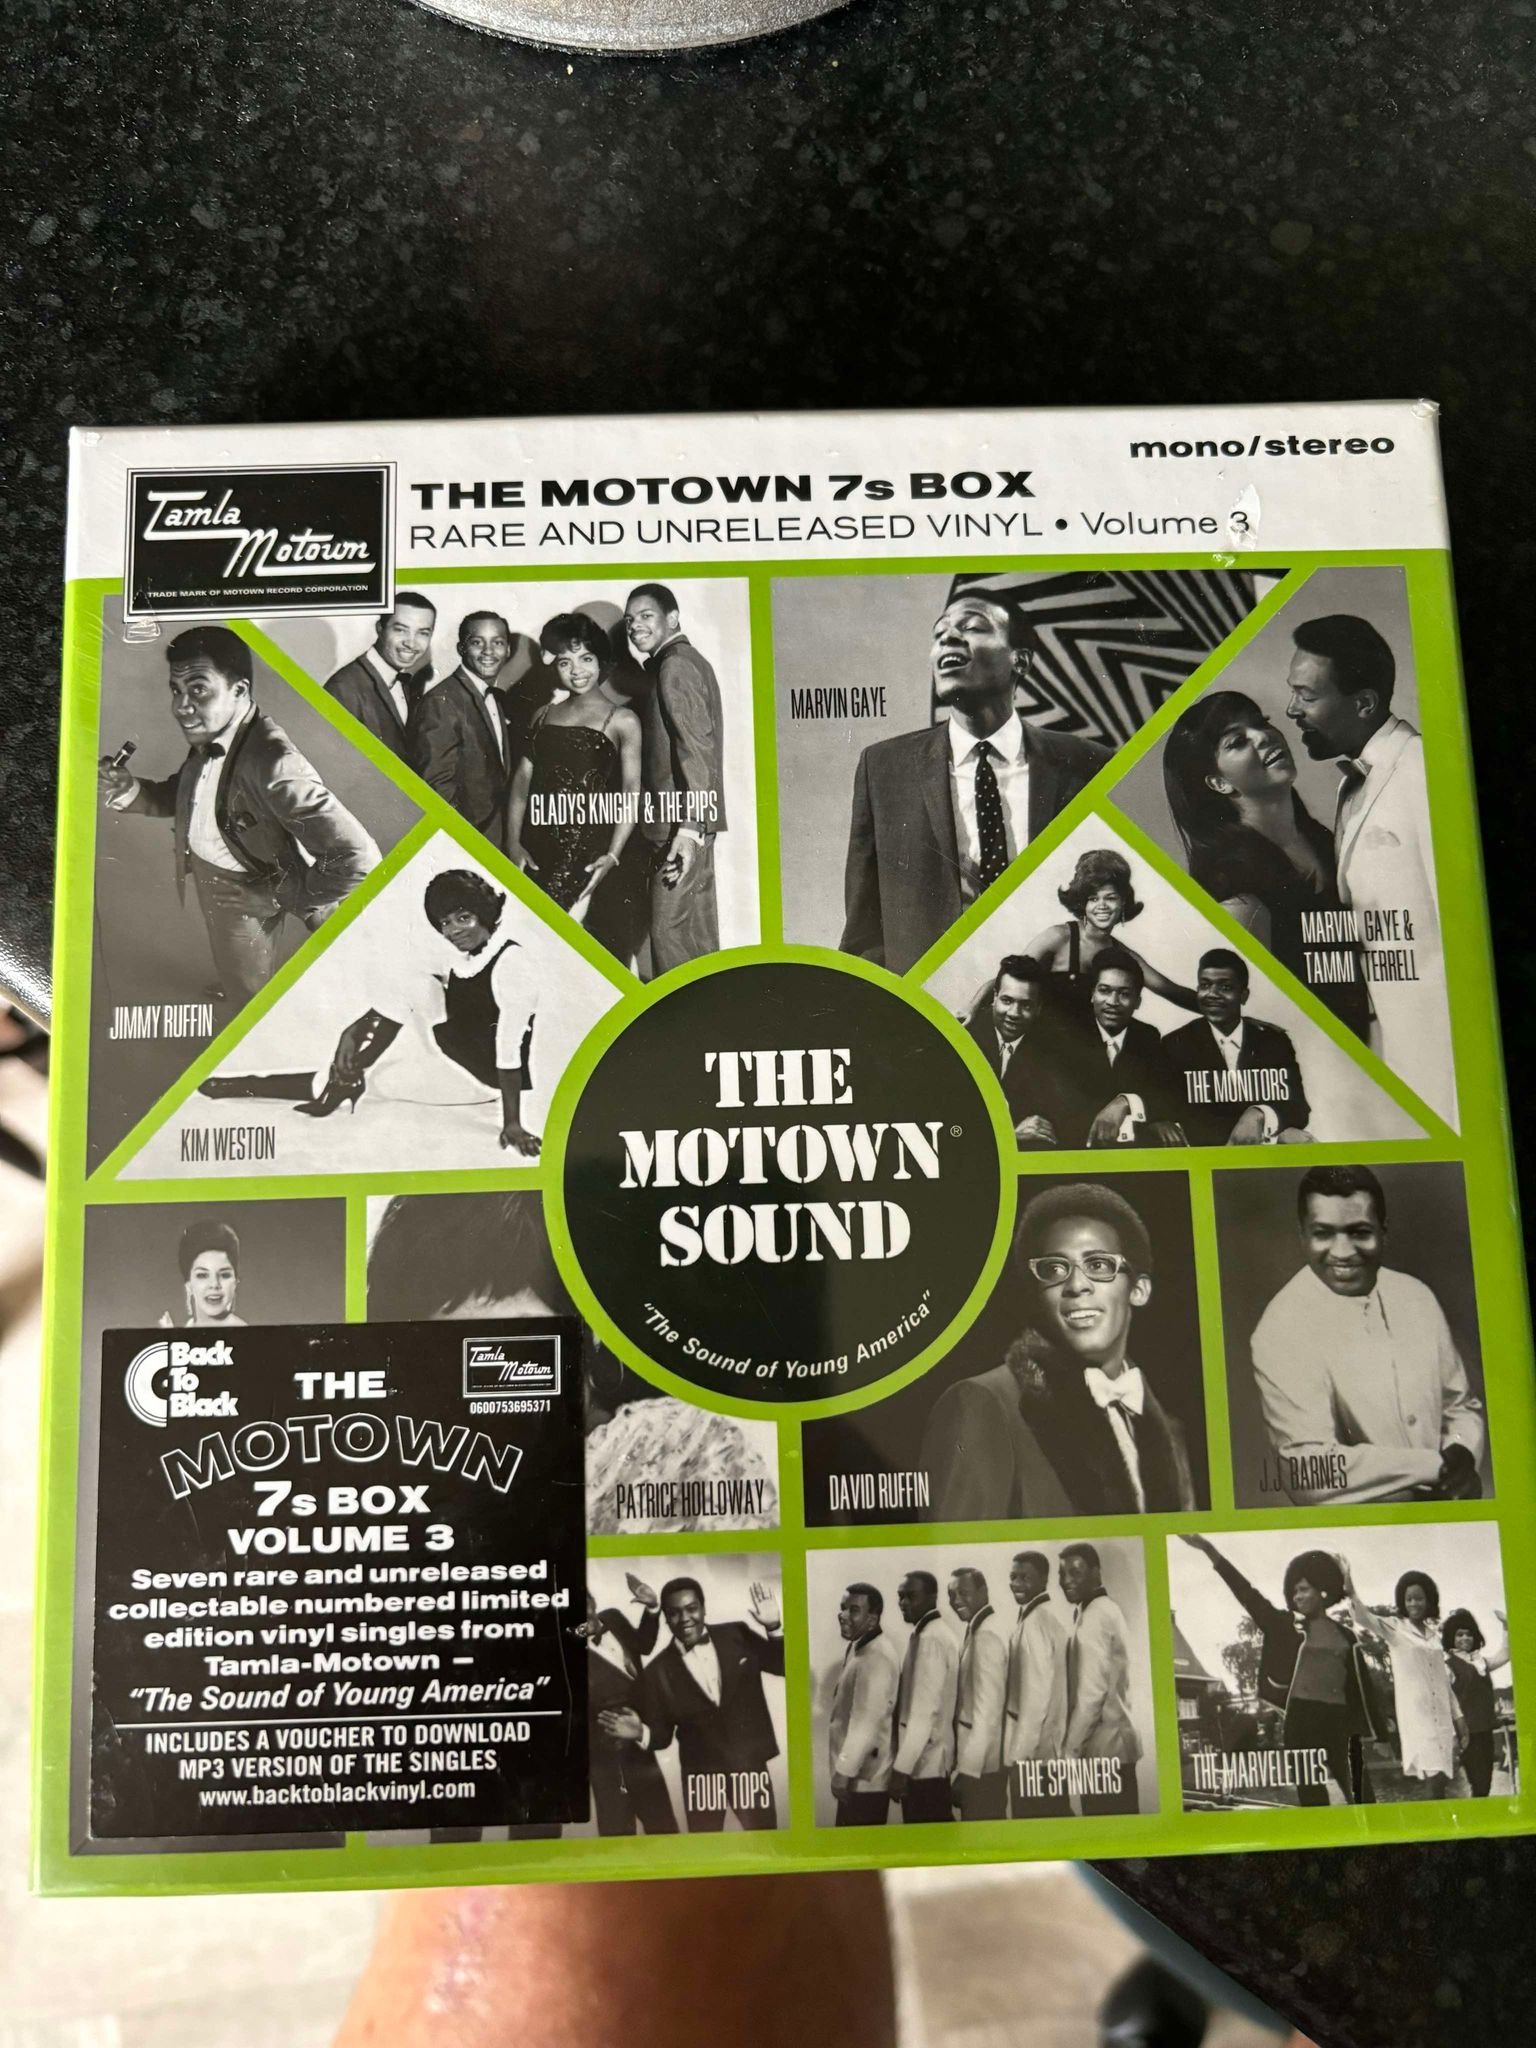 mono/stereo
Tamla
Motown
TRADE MARK OF MOTOWN RECORD CORPORATION
THE MOTOWN 7s BOX
RARE AND UNRELEASED VINYL • Volume 3
MARVIN GAYE
GLADYS KNIGHT & THE PIPS
MARVIN GAYE &
TAMMI TERRELL
JIMMY RUFFIN
KIM WESTON
THE MONITORS
THE
MOTOWN®
SOUND
"The Sound of Young America"
PATRICE HOLLOWAY
DAVID RUFFIN
J.J. BARNES
FOUR TOPS
THE SPINNERS
THE MARVELETTES
Back
To
Black
Tamla
Motown
0600753695371
THE
MOTOWN
7s BOX
VOLUME 3
Seven rare and unreleased
collectable numbered limited
edition vinyl singles from
Tamla-Motown –
"The Sound of Young America"
INCLUDES A VOUCHER TO DOWNLOAD
MP3 VERSION OF THE SINGLES
www.backtoblackvinyl.com